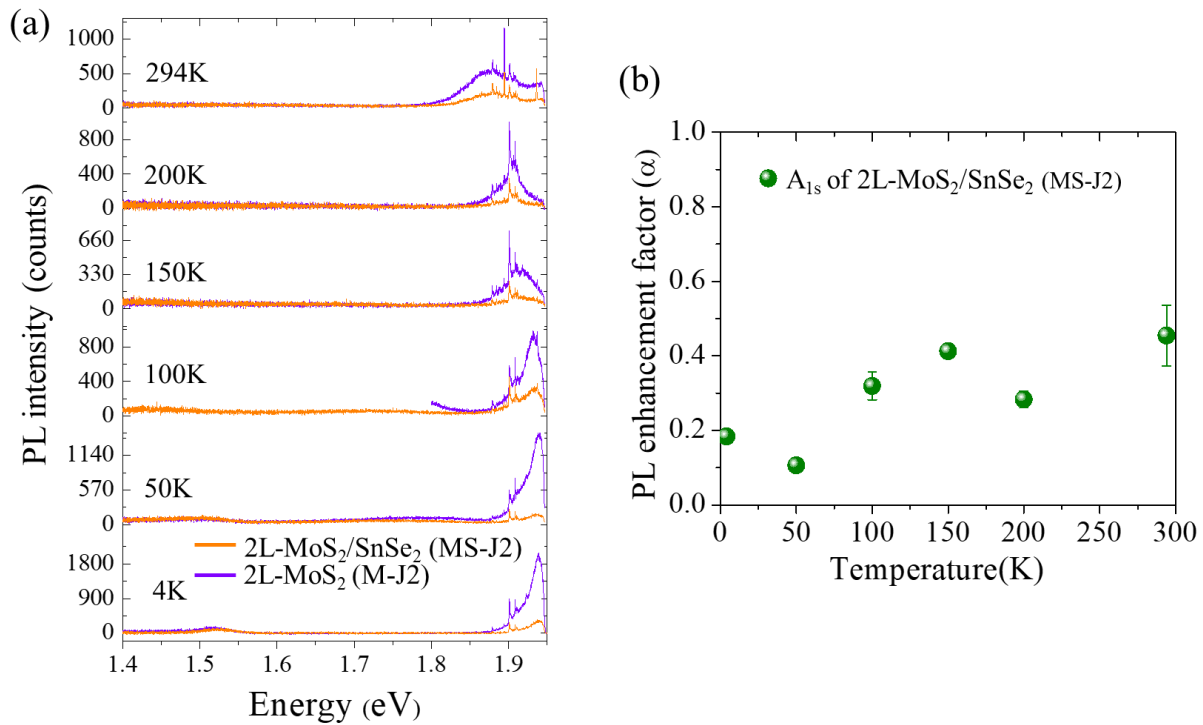 (a)
PL intensity (counts)
1000
500
0
294K
800
400
0
200K
660
330
0
150K
800
400
0
100K
1140
570
0
50K
2L-MoS₂/SnSe₂ (MS-J2)
2L-MoS₂ (M-J2)
1800
900
0
4K
1.4 1.5 1.6 1.7 1.8 1.9
Energy (eV)
(b)
PL enhancement factor (α)
1.0
0.8
0.6
0.4
0.2
0.0
A₁ₛ of 2L-MoS₂/SnSe₂ (MS-J2)
0 50 100 150 200 250 300
Temperature(K)